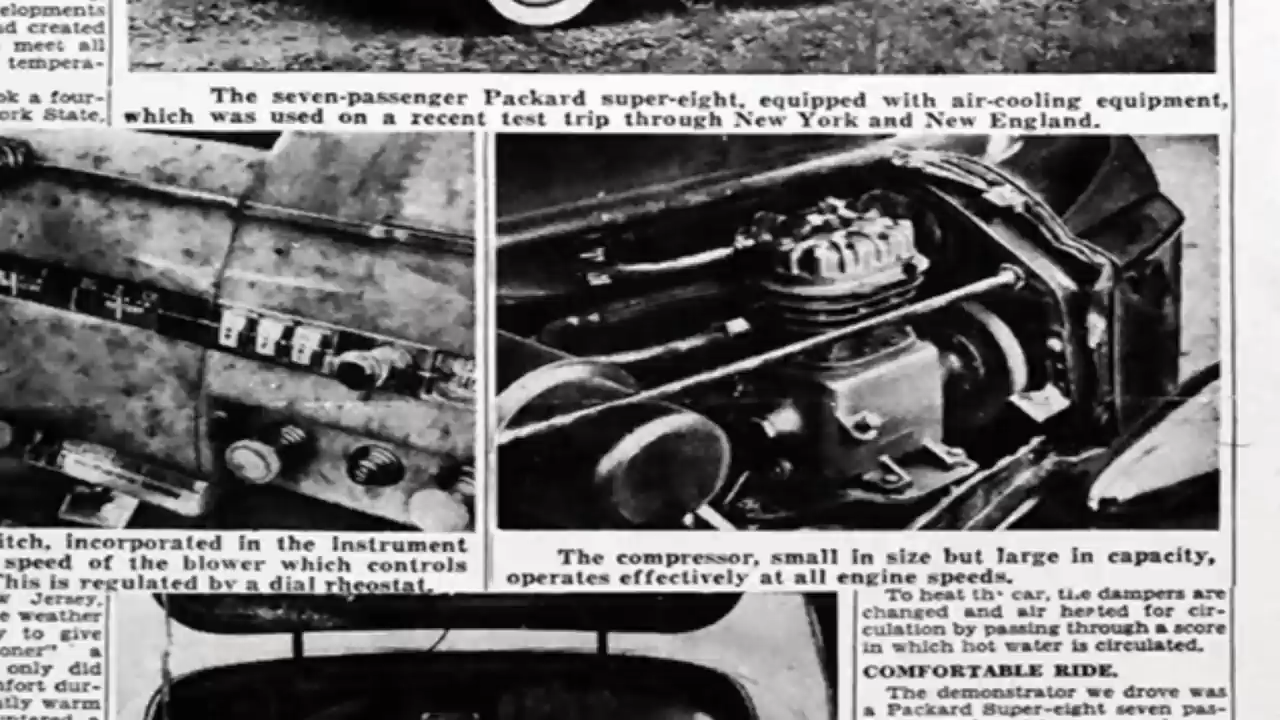 elopments
d created
meet all
tempera-
ok a four-
ork State,
The seven-passenger Packard super-eight, equipped with air-cooling equipment,
which was used on a recent test trip through New York and New England.
itch, incorporated in the instrument
speed of the blower which controls
This is regulated by a dial rheostat.
The compressor, small in size but large in capacity,
operates effectively at all engine speeds.
w Jersey,
e weather
y to give
oner" a
only did
nfort dur-
tly warm
To heat the car, the dampers are
changed and air heated for cir-
culation by passing through a score
in which hot water is circulated.
COMFORTABLE RIDE.
The demonstrator we drove was
a Packard Super-eight seven pas-